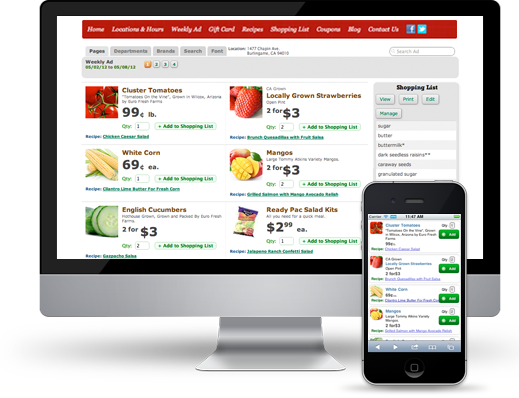 Home Locations & Hours Weekly Ad Gift Card Recipes Shopping List Coupons Blog Contact Us
Pages Departments Brands Search Font
Location: 1477 Chapin Ave.
Burlingame, CA 94010
Search Ad
Weekly Ad
05/02/12 to 05/08/12
1 2 3 4
Cluster Tomatoes
"Tomatoes On the Vine", Grown in Willow, Arizona by Euro Fresh Farms
99¢ lb.
Qty: 1 + Add to Shopping List
Recipe: Chicken Caesar Salad
CA Grown
Locally Grown Strawberries
Open Pint
2 for $3
Qty: 2 + Add to Shopping List
Recipe: Brunch Quesadillas with Fruit Salsa
White Corn
69¢ ea.
Qty: 1 + Add to Shopping List
Recipe: Cilantro Lime Butter For Fresh Corn
Mangos
Large Tommy Atkins Variety Mangos.
2 for $3
Qty: 2 + Add to Shopping List
Recipe: Grilled Salmon with Mango Avocado Relish
English Cucumbers
Hothouse Grown, Grown and Packed by Euro Fresh Farms
2 for $3
Qty: 2 + Add to Shopping List
Recipe: Gazpacho Salsa
Ready Pac Salad Kits
All you need for a quick meal.
$2.99 ea.
Qty: 1 + Add to Shopping List
Recipe: Jalapeno Ranch Confetti Salad
Shopping List
View Print Edit
Manage
sugar
butter
buttermilk*
dark seedless raisins**
caraway seeds
granulated sugar
Carrier 11:47 AM
Cluster Tomatoes
"Tomatoes On the Vine", Grown in Willow, Arizona by Euro Fresh Farms
99¢ lb.
Qty
Add
Recipe: Chicken Caesar Salad
CA Grown
Locally Grown Strawberries
Open Pint
2 for $3
Qty
Add
Recipe: Brunch Quesadillas with Fruit Salsa
White Corn
69¢ ea.
Qty
Add
Recipe: Cilantro Lime Butter For Fresh Corn
Mangos
Large Tommy Atkins Variety Mangos.
2 for $3
Qty
Add
Recipe: Grilled Salmon with Mango Avocado Relish